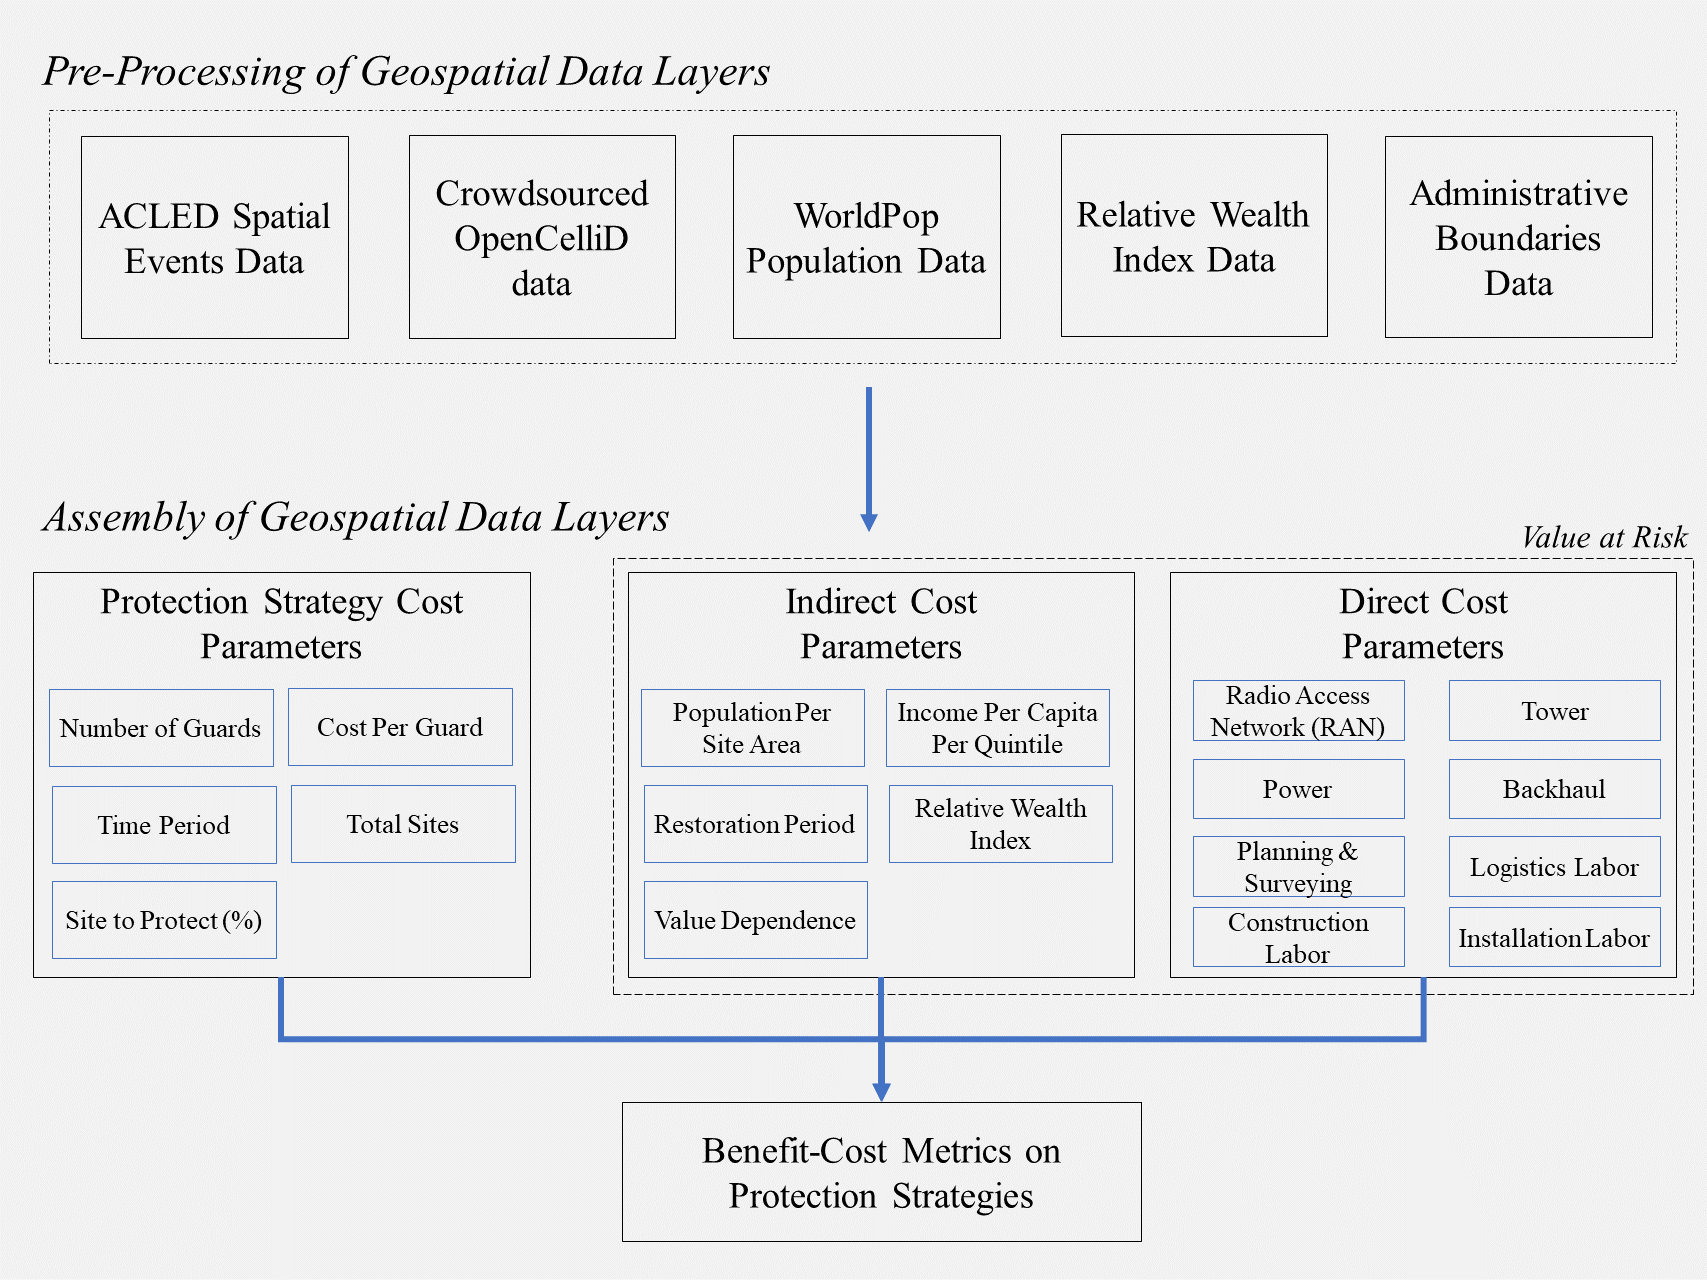 Pre-Processing of Geospatial Data Layers
ACLED Spatial
Events Data
Crowdsourced
OpenCelliD
data
WorldPop
Population Data
Relative Wealth
Index Data
Administrative
Boundaries
Data
Assembly of Geospatial Data Layers
Value at Risk
Protection Strategy Cost
Parameters
Number of Guards
Cost Per Guard
Time Period
Total Sites
Site to Protect (%)
Indirect Cost
Parameters
Population Per
Site Area
Income Per Capita
Per Quintile
Restoration Period
Relative Wealth
Index
Value Dependence
Direct Cost
Parameters
Radio Access
Network (RAN)
Tower
Power
Backhaul
Planning &
Surveying
Logistics Labor
Construction
Labor
Installation Labor
Benefit-Cost Metrics on
Protection Strategies